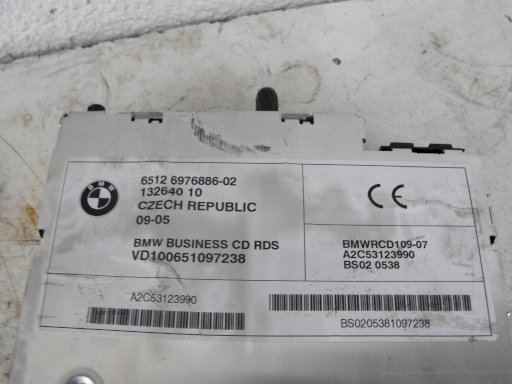 BMW
6512 6976886-02
132640 10
CZECH REPUBLIC
09-05
BMW BUSINESS CD RDS
VD100651097238
A2C53123990
CE
BMWRCD109-07
A2C53123990
BS02 0538
BS0205381097238